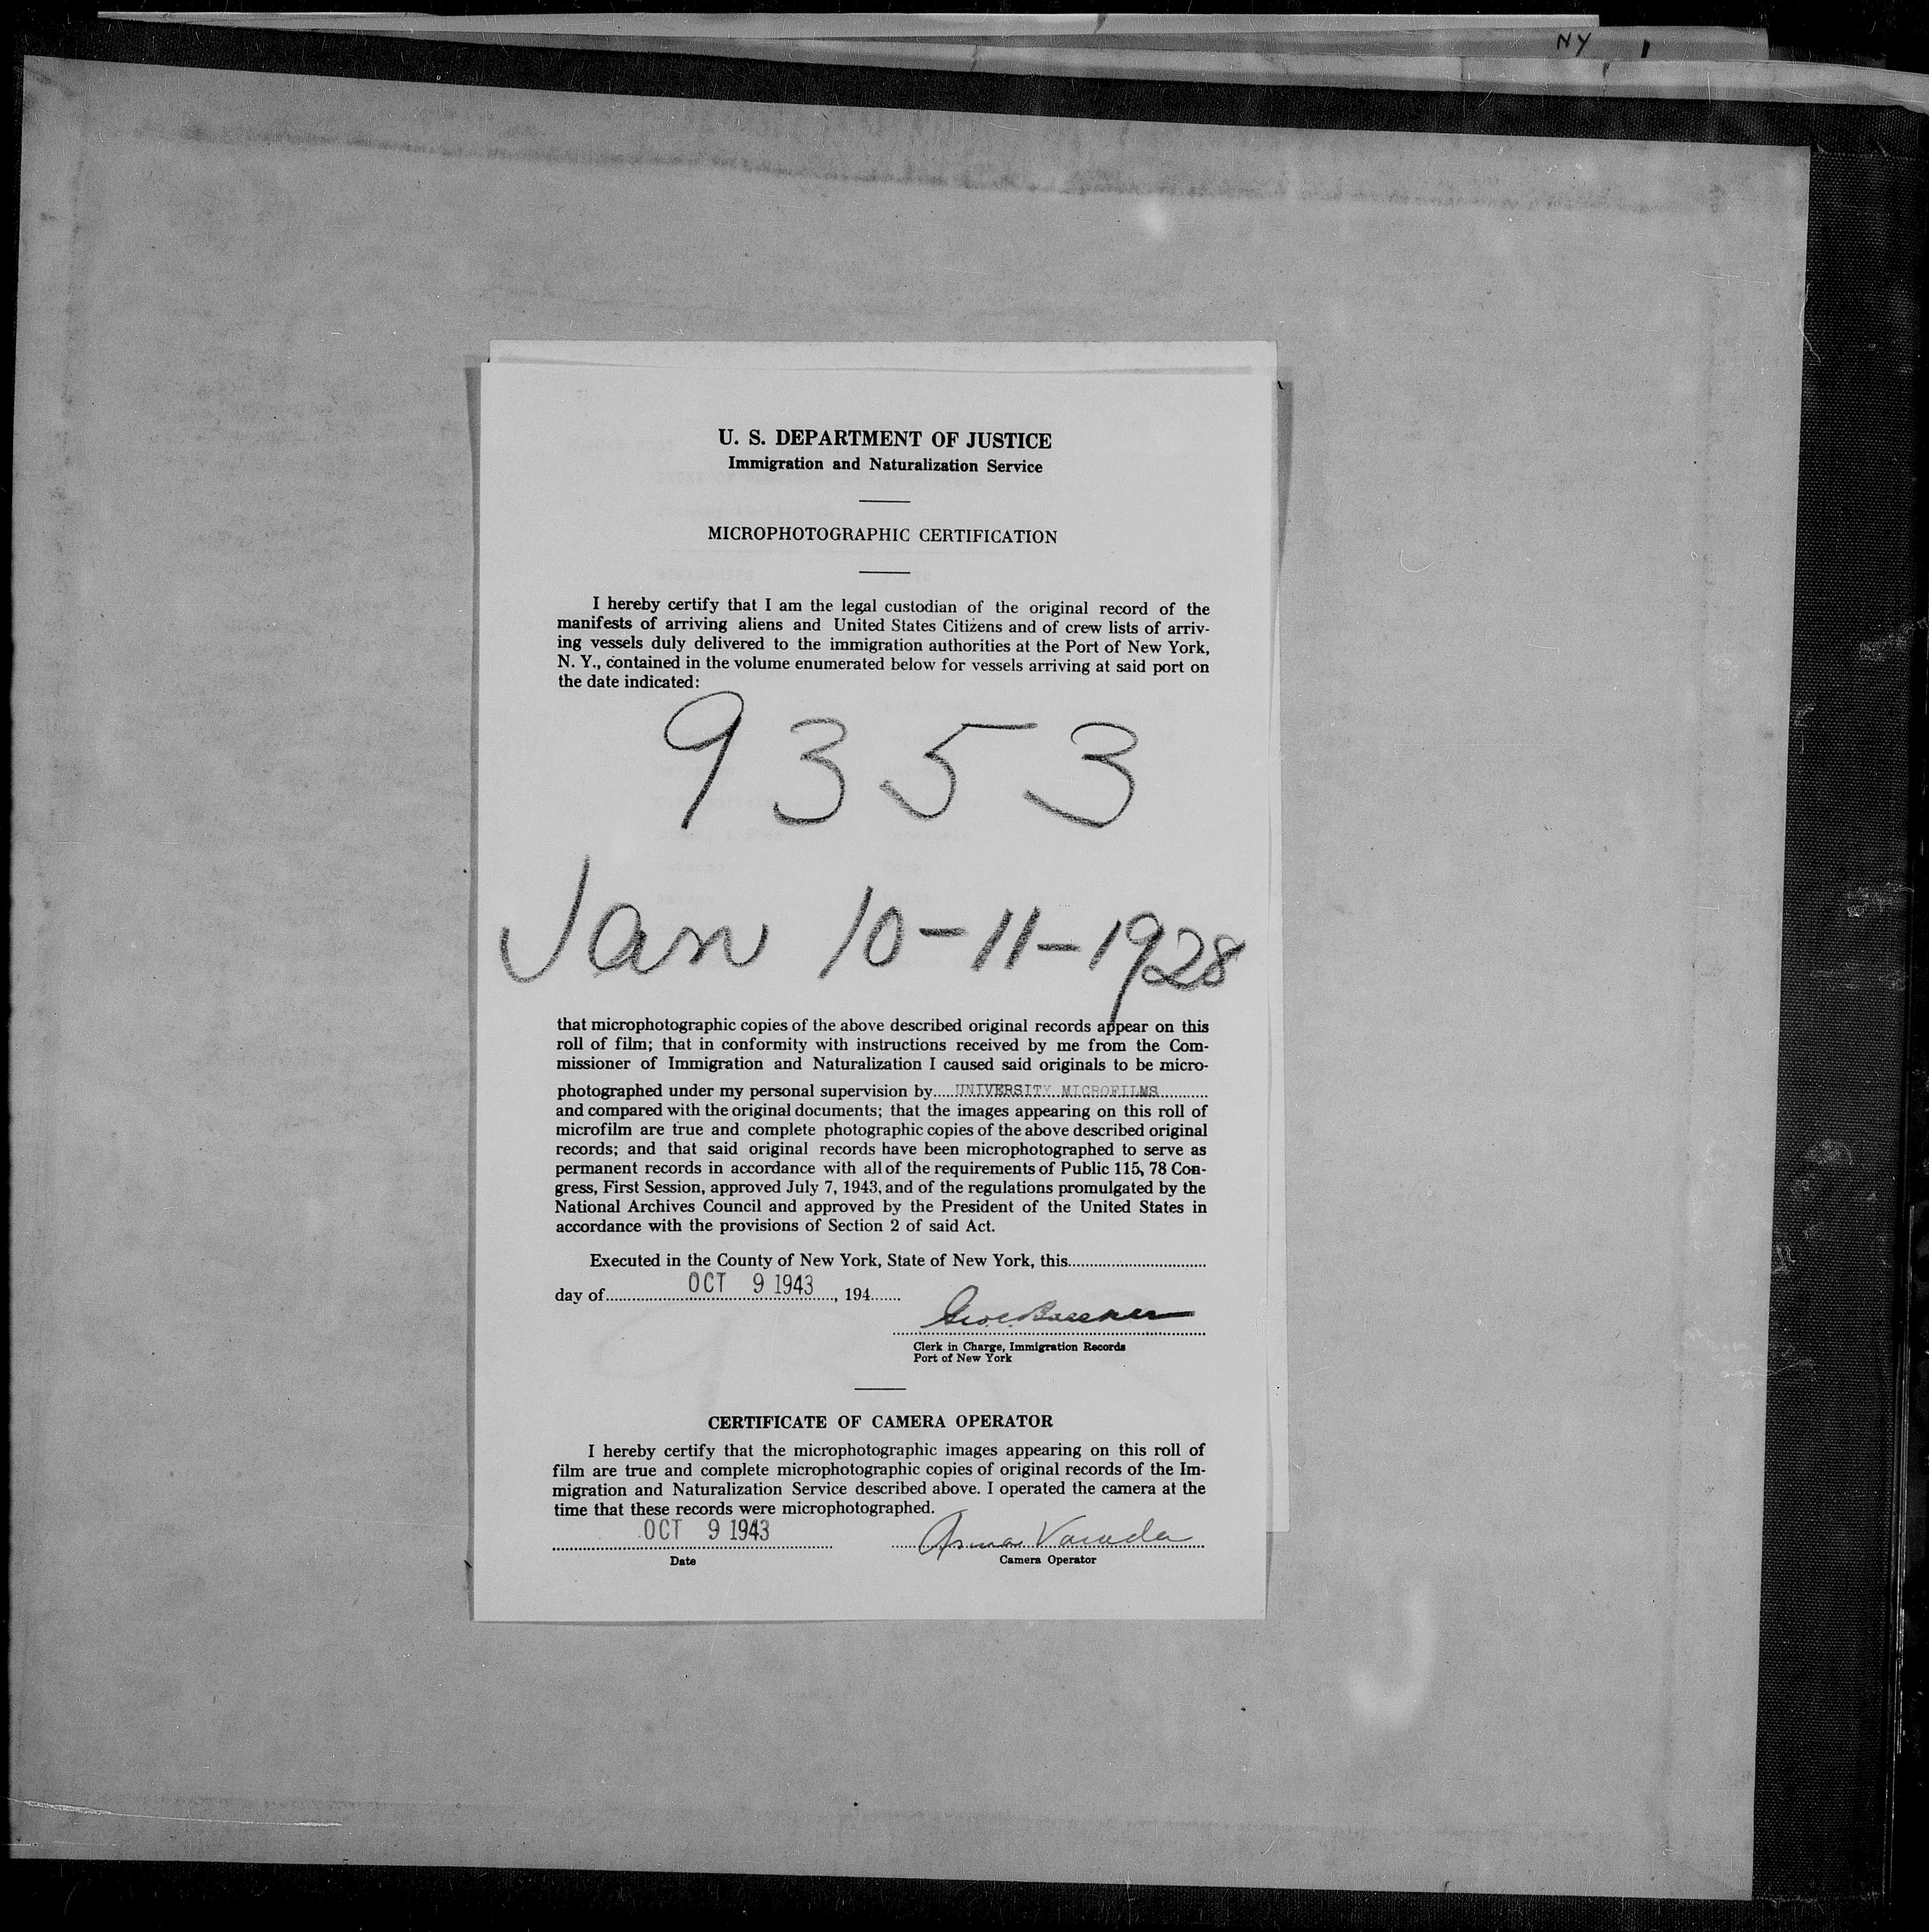 NY
U. S. DEPARTMENT OF JUSTICE
Immigration and Naturalization Service
MICROPHOTOGRAPHIC CERTIFICATION
I hereby certify that I am the legal custodian of the original record of the
manifests of arriving aliens and United States Citizens and of crew lists of arriv-
ing vessels duly delivered to the immigration authorities at the Port of New York,
N. Y., contained in the volume enumerated below for vessels arriving at said port on
the date indicated:
9353
Jan 10-11-1928
that microphotographic copies of the above described original records appear on this
roll of film; that in conformity with instructions received by me from the Com-
missioner of Immigration and Naturalization I caused said originals to be micro-
photographed under my personal supervision by UNIVERSITY MICROFILMS
and compared with the original documents; that the images appearing on this roll of
microfilm are true and complete photographic copies of the above described original
records; and that said original records have been microphotographed to serve as
permanent records in accordance with all of the requirements of Public 115, 78 Con-
gress, First Session, approved July 7, 1943, and of the regulations promulgated by the
National Archives Council and approved by the President of the United States in
accordance with the provisions of Section 2 of said Act.
Executed in the County of New York, State of New York, this
day of OCT 9 1943, 194
Clerk in Charge, Immigration Records
Port of New York
CERTIFICATE OF CAMERA OPERATOR
I hereby certify that the microphotographic images appearing on this roll of
film are true and complete microphotographic copies of original records of the Im-
migration and Naturalization Service described above. I operated the camera at the
time that these records were microphotographed.
OCT 9 1943
Date
Camera Operator